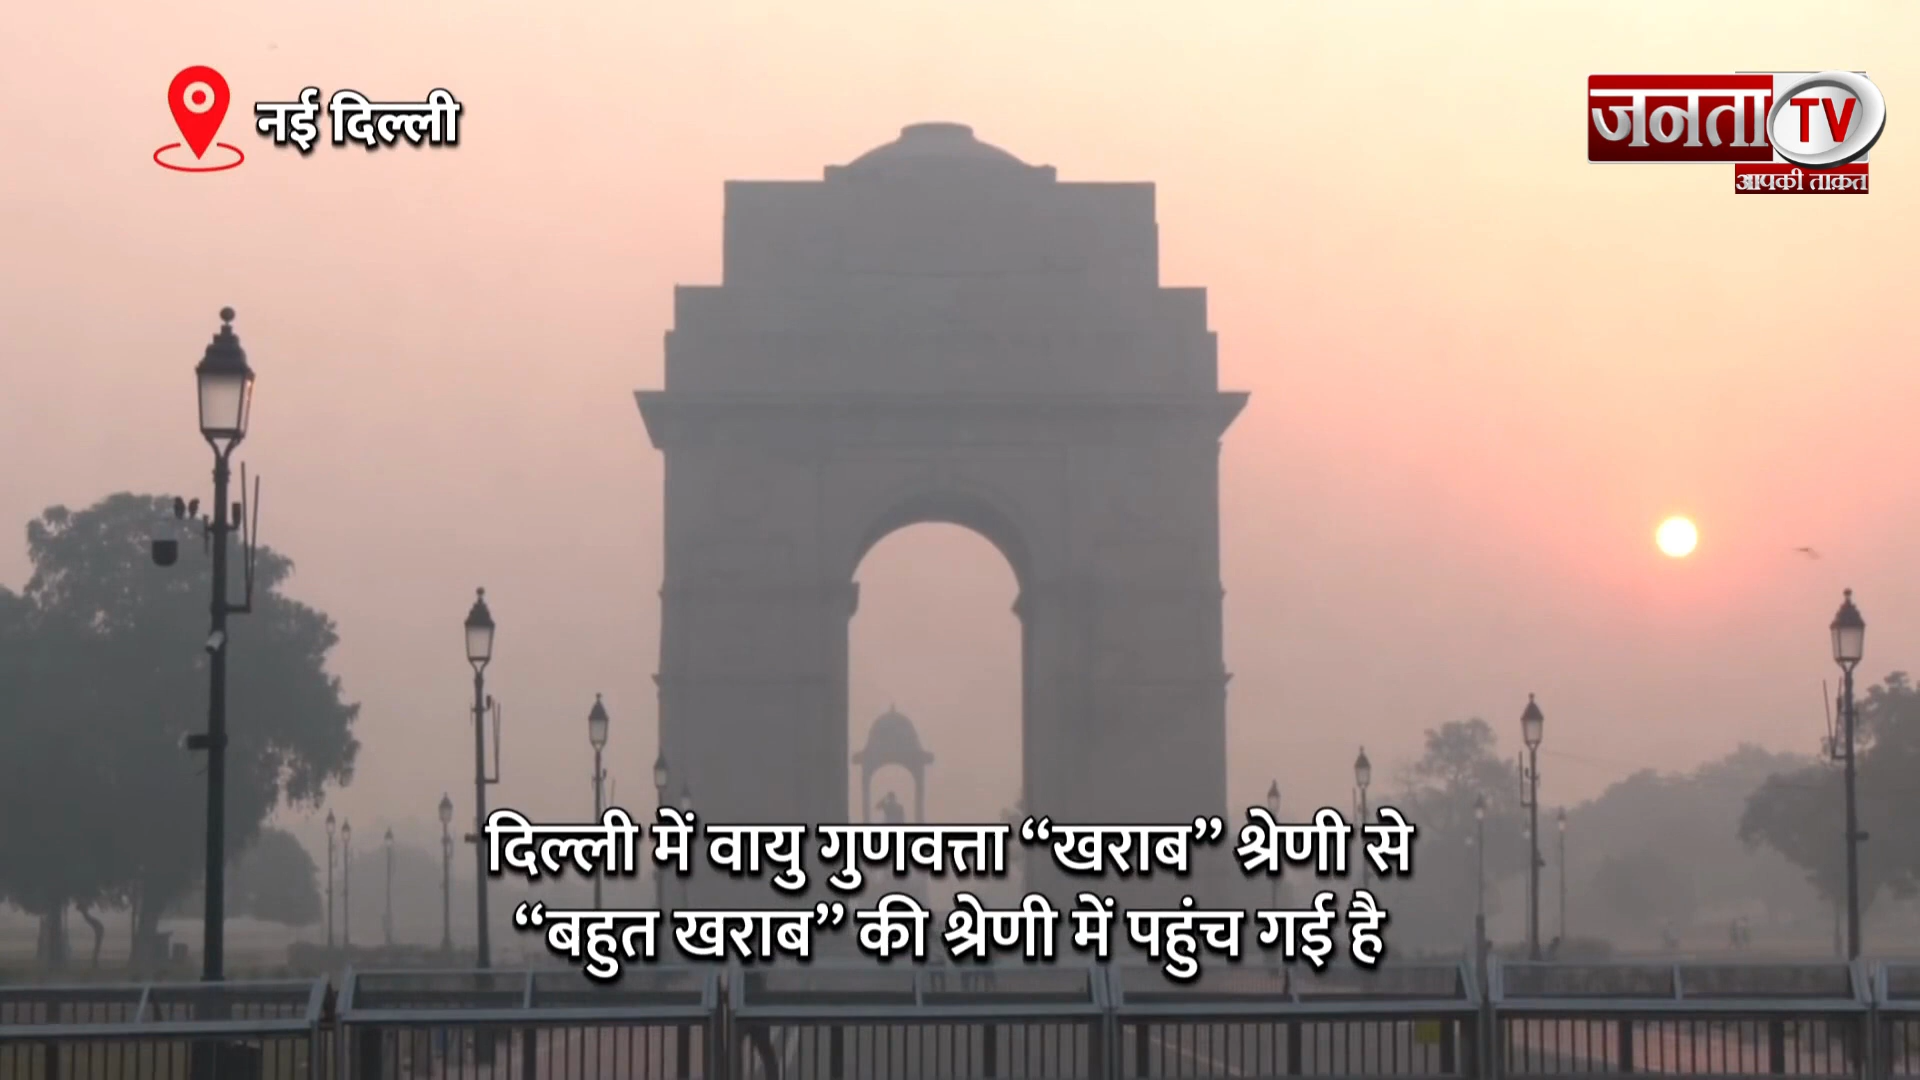 नई दिल्ली
जनता TV
आपकी ताक़त
दिल्ली में वायु गुणवत्ता “खराब” श्रेणी से
“बहुत खराब” की श्रेणी में पहुंच गई है